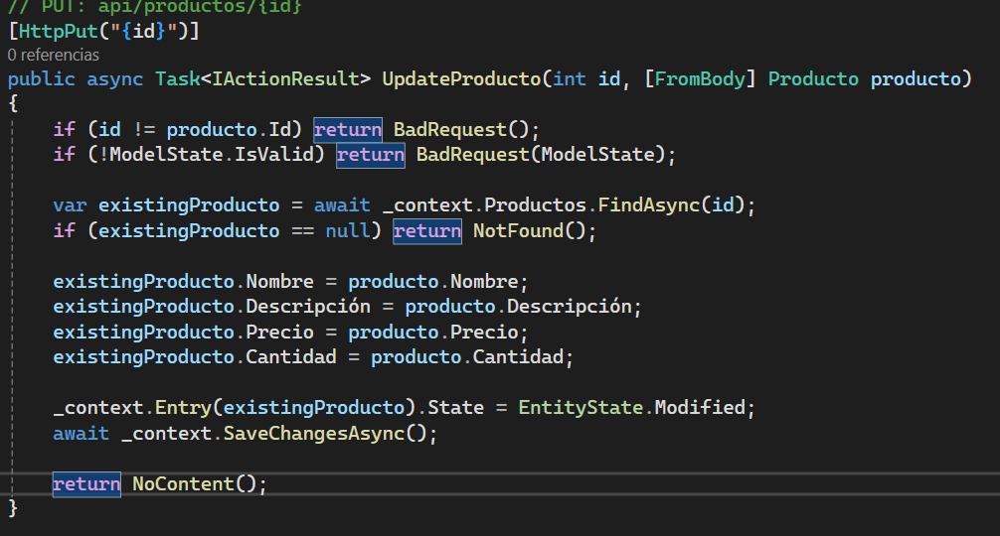 // PUT: api/productos/{id}
[HttpPut("{id}")]
0 referencias
public async Task<IActionResult> UpdateProducto(int id, [FromBody] Producto producto)
{
if (id != producto.Id) return BadRequest();
if (!ModelState.IsValid) return BadRequest(ModelState);
var existingProducto = await _context.Productos.FindAsync(id);
if (existingProducto == null) return NotFound();
existingProducto.Nombre = producto.Nombre;
existingProducto.Descripción = producto.Descripción;
existingProducto.Precio = producto.Precio;
existingProducto.Cantidad = producto.Cantidad;
_context.Entry(existingProducto).State = EntityState.Modified;
await _context.SaveChangesAsync();
return NoContent();
}